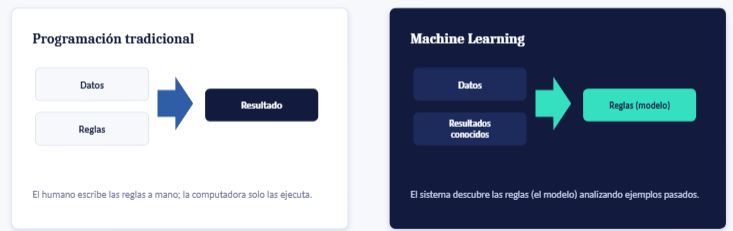 Programación tradicional
Datos
Reglas
Resultado
El humano escribe las reglas a mano; la computadora solo las ejecuta.
Machine Learning
Datos
Resultados
conocidos
Reglas (modelo)
El sistema descubre las reglas (el modelo) analizando ejemplos pasados.